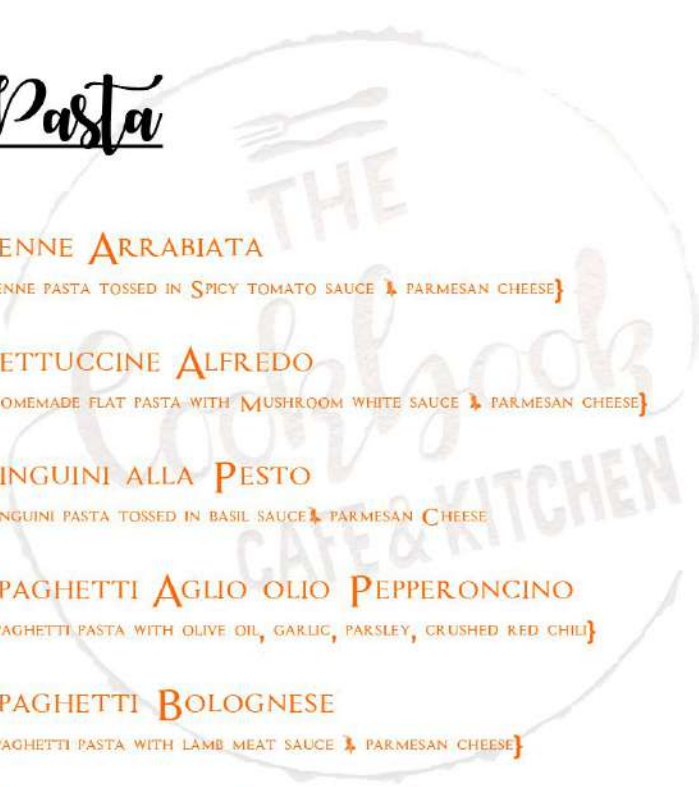 Pasta
THE
ENNE ARRABIATA
ENNE PASTA TOSSED IN SPICY TOMATO SAUCE & PARMESAN CHEESE}
ETTUCCINE ALFREDO
OMEMADE FLAT PASTA WITH MUSHROOM WHITE SAUCE & PARMESAN CHEESE}
Cookbook
INGUINI ALLA PESTO
NGUINI PASTA TOSSED IN BASIL SAUCE& PARMESAN CHEESE
CAFE & KITCHEN
PAGHETTI AGLIO OLIO PEPPERONCINO
PAGHETTI PASTA WITH OLIVE OIL, GARLIC, PARSLEY, CRUSHED RED CHILI}
PAGHETTI BOLOGNESE
PAGHETTI PASTA WITH LAMB MEAT SAUCE & PARMESAN CHEESE}